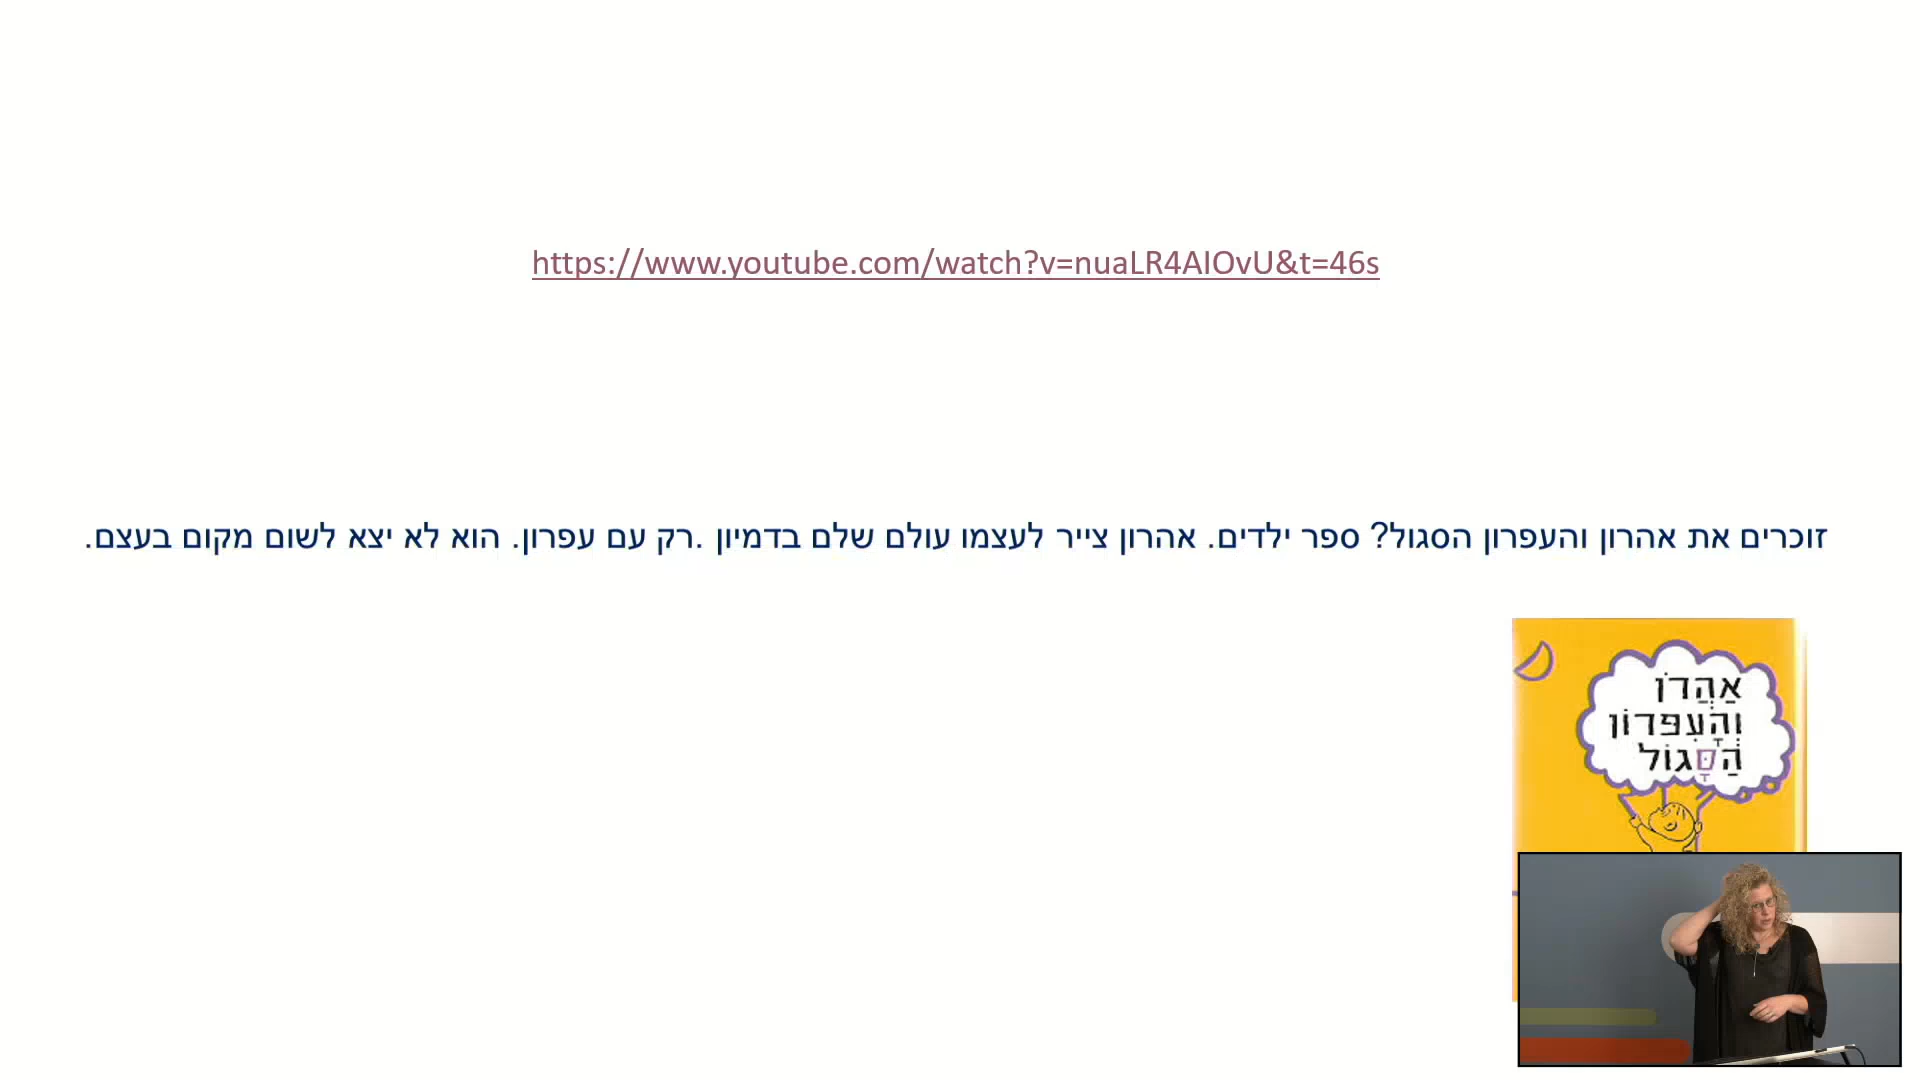 https://www.youtube.com/watch?v=nuaLR4AIOvU&t=46s
זוכרים את אהרון והעפרון הסגול? ספר ילדים. אהרון צייר לעצמו עולם שלם בדמיון .רק עם עפרון. הוא לא יצא לשום מקום בעצם.
אַהֲרֹן
וְהָעִפּרוֹן
הַסָּגוֹל